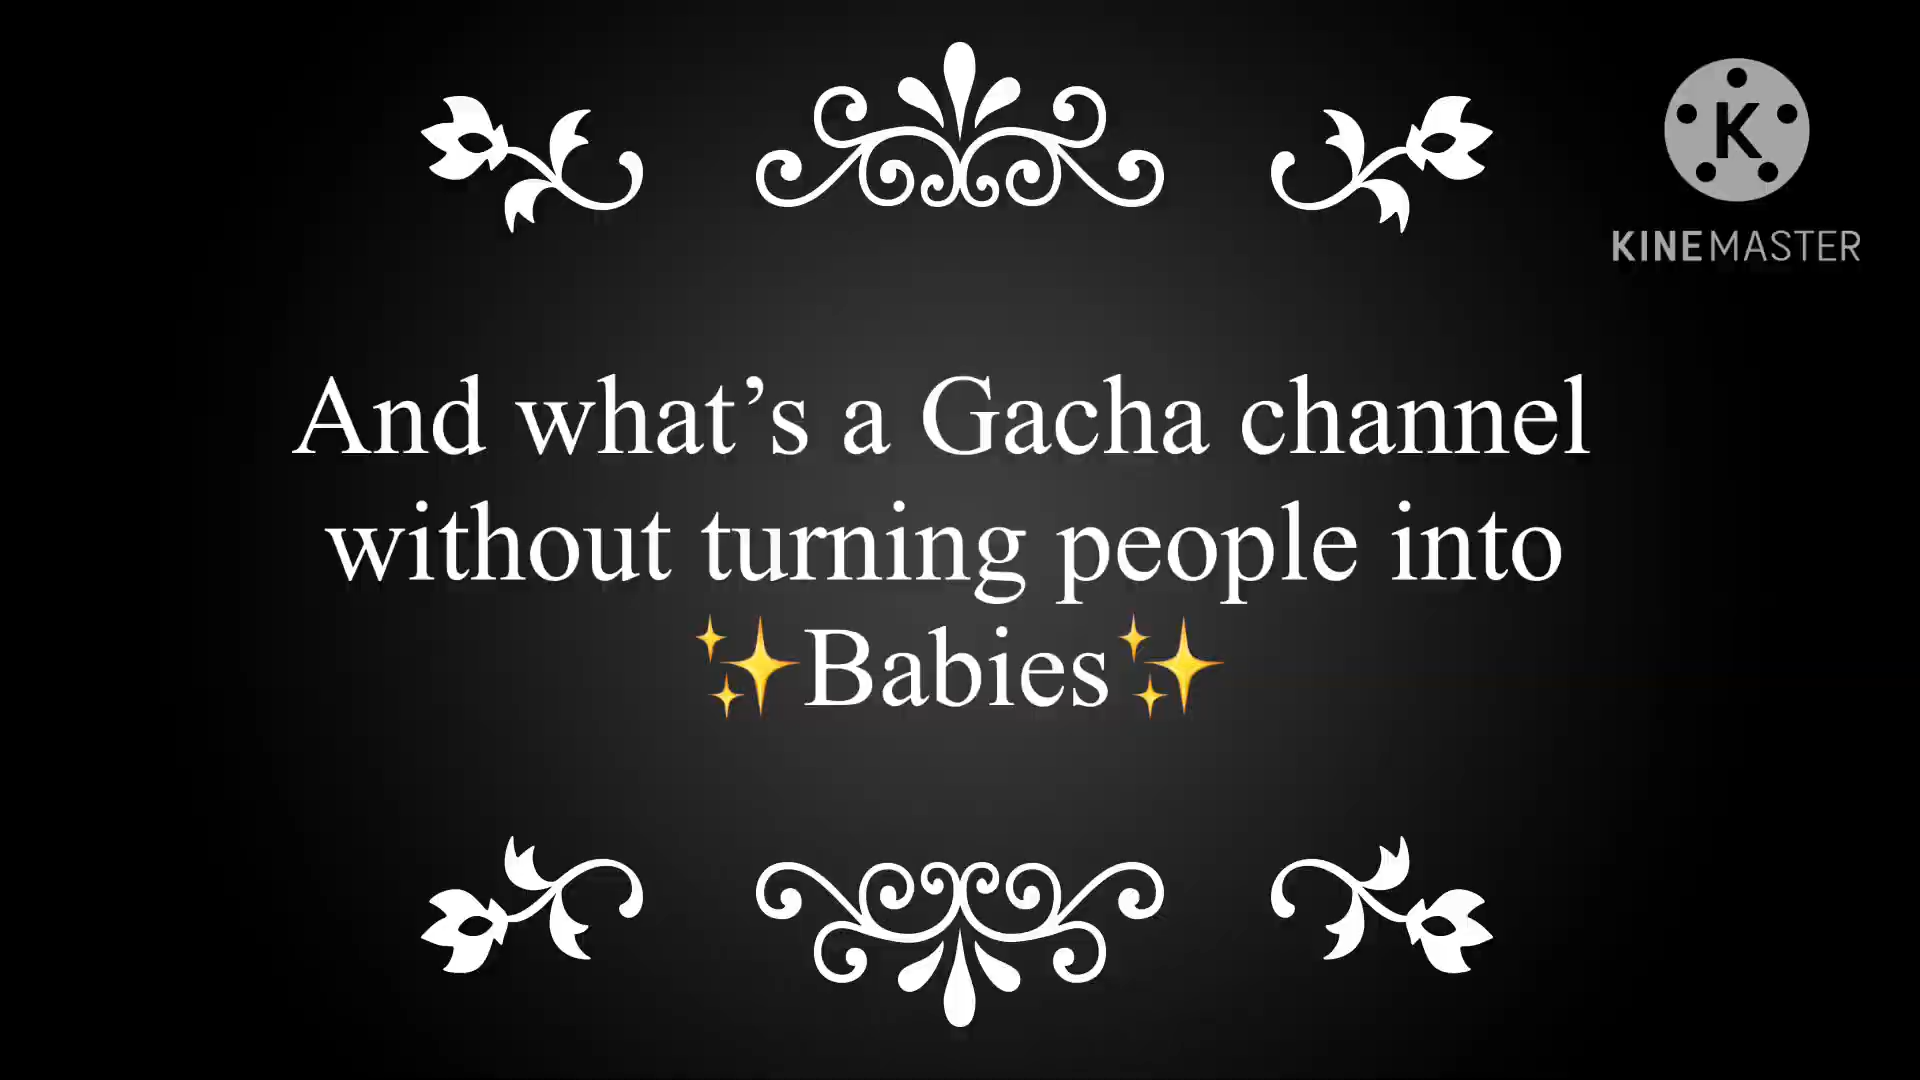 K
KINEMASTER
And what’s a Gacha channel
without turning people into
✨Babies✨